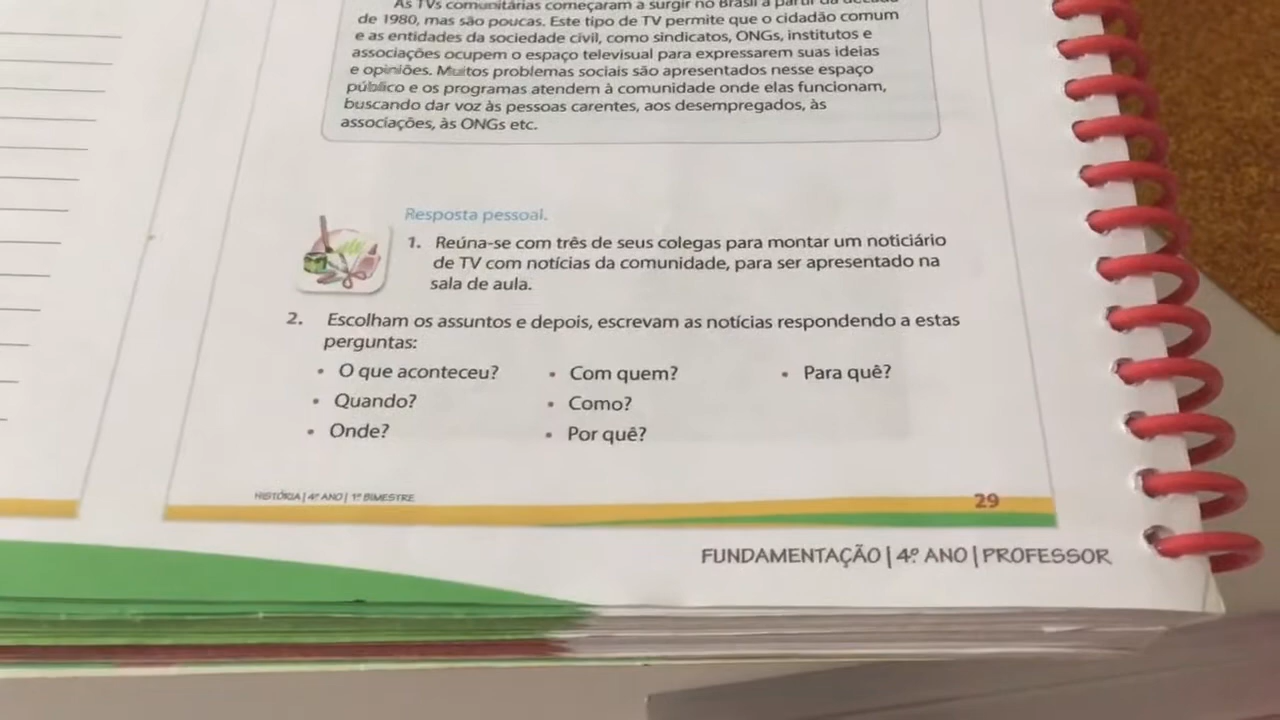 As TVs comunitárias começaram a surgir no Brasil a partir da década
de 1980, mas são poucas. Este tipo de TV permite que o cidadão comum
e as entidades da sociedade civil, como sindicatos, ONGs, institutos e
associações ocupem o espaço televisual para expressarem suas ideias
e opiniões. Muitos problemas sociais são apresentados nesse espaço
público e os programas atendem à comunidade onde elas funcionam,
buscando dar voz às pessoas carentes, aos desempregados, às
associações, às ONGs etc.
Resposta pessoal.
1. Reúna-se com três de seus colegas para montar um noticiário
de TV com notícias da comunidade, para ser apresentado na
sala de aula.
2. Escolham os assuntos e depois, escrevam as notícias respondendo a estas
perguntas:
• O que aconteceu? • Com quem? • Para quê?
• Quando? • Como?
• Onde? • Por quê?
HISTÓRIA | 4º ANO | 1º BIMESTRE 29
FUNDAMENTAÇÃO | 4º ANO | PROFESSOR